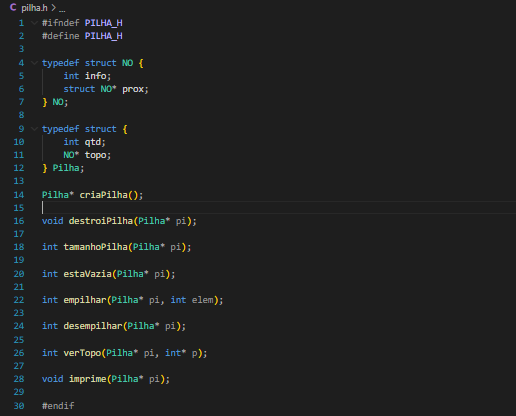 C pilha.h > ...
1 #ifndef PILHA_H
2 #define PILHA_H
3
4 typedef struct NO {
5     int info;
6     struct NO* prox;
7 } NO;
8
9 typedef struct {
10     int qtd;
11     NO* topo;
12 } Pilha;
13
14 Pilha* criaPilha();
15
16 void destroiPilha(Pilha* pi);
17
18 int tamanhoPilha(Pilha* pi);
19
20 int estaVazia(Pilha* pi);
21
22 int empilhar(Pilha* pi, int elem);
23
24 int desempilhar(Pilha* pi);
25
26 int verTopo(Pilha* pi, int* p);
27
28 void imprime(Pilha* pi);
29
30 #endif